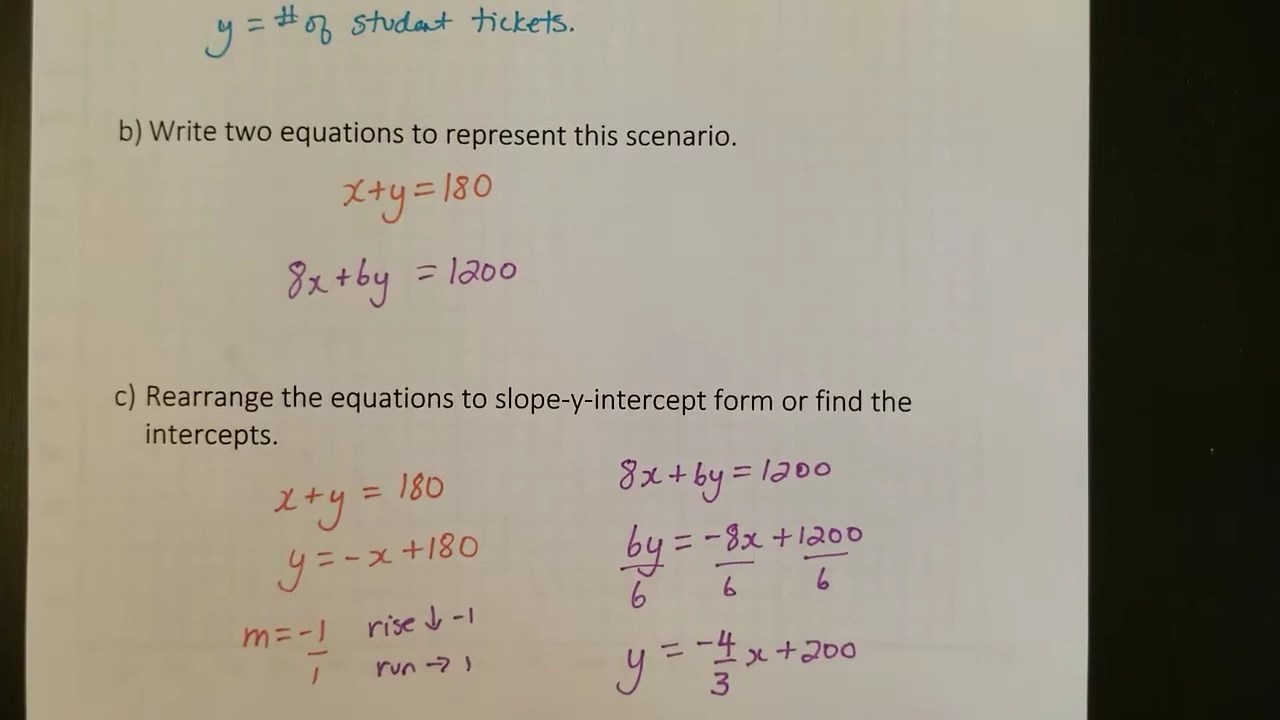 y = # of student tickets.
b) Write two equations to represent this scenario.
x+y=180
8x+6y = 1200
c) Rearrange the equations to slope-y-intercept form or find the
intercepts.
x+y = 180
y=-x+180
m=-1/1 rise ↓ -1
run → 1
8x+6y=1200
6y/6 = -8x/6 + 1200/6
y = -4/3 x + 200